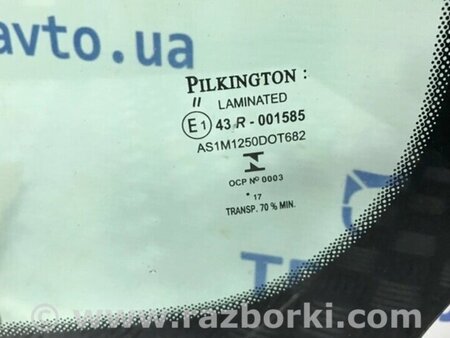 авто.ua
PILKINGTON :
" LAMINATED
E1 43 R - 001585
AS1M1250DOT682
N
OCP Nº 0003
• 17
TRANSP. 70 % MIN.
www.razborki.com